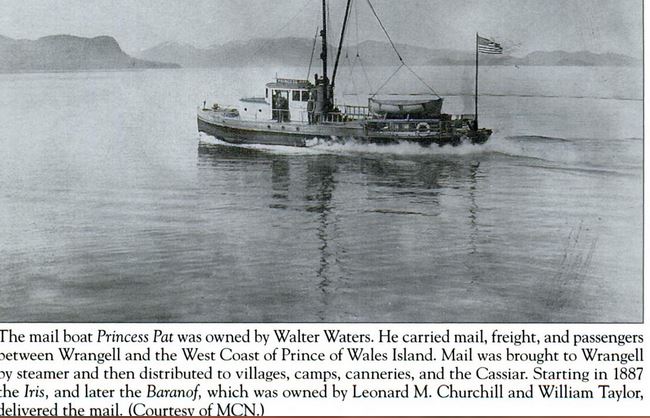 The mail boat Princess Pat was owned by Walter Waters. He carried mail, freight, and passengers
between Wrangell and the West Coast of Prince of Wales Island. Mail was brought to Wrangell
by steamer and then distributed to villages, camps, canneries, and the Cassiar. Starting in 1887
the Iris, and later the Baranof, which was owned by Leonard M. Churchill and William Taylor,
delivered the mail. (Courtesy of MCN.)